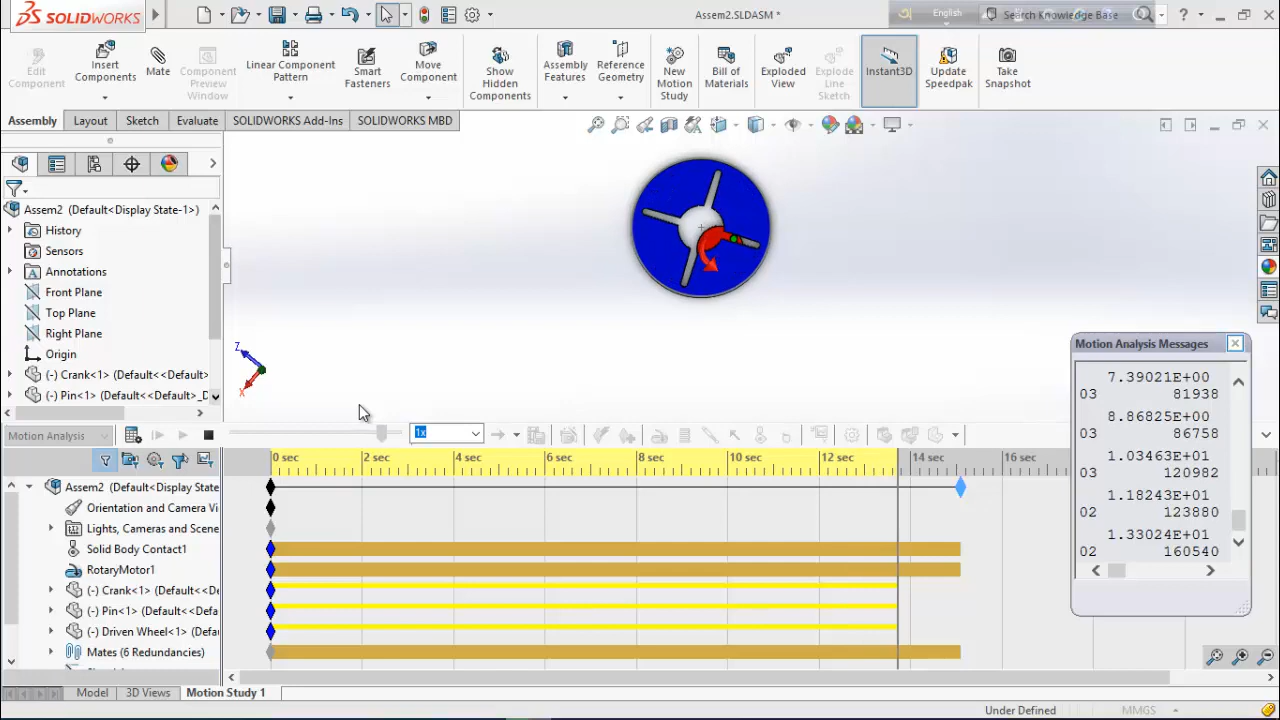 SOLIDWORKS
Assem2.SLDASM *
English
Search Knowledge Base
Edit Component
Insert Components
Mate
Component Preview Window
Linear Component Pattern
Smart Fasteners
Move Component
Show Hidden Components
Assembly Features
Reference Geometry
New Motion Study
Bill of Materials
Exploded View
Explode Line Sketch
Instant3D
Update Speedpak
Take Snapshot
Assembly
Layout
Sketch
Evaluate
SOLIDWORKS Add-Ins
SOLIDWORKS MBD
Assem2 (Default<Display State-1>)
History
Sensors
Annotations
Front Plane
Top Plane
Right Plane
Origin
(-) Crank<1> (Default<<Default>
(-) Pin<1> (Default<<Default>_D
Z
X
Motion Analysis Messages
7.39021E+00
03 81938
8.86825E+00
03 86758
1.03463E+01
03 120982
1.18243E+01
02 123880
1.33024E+01
02 160540
Motion Analysis
1x
0 sec 2 sec 4 sec 6 sec 8 sec 10 sec 12 sec 14 sec 16 sec
Assem2 (Default<Display State
Orientation and Camera Vi
Lights, Cameras and Scene
Solid Body Contact1
RotaryMotor1
(-) Crank<1> (Default<<De
(-) Pin<1> (Default<<Defa
(-) Driven Wheel<1> (Defau
Mates (6 Redundancies)
Model
3D Views
Motion Study 1
Under Defined
MMGS